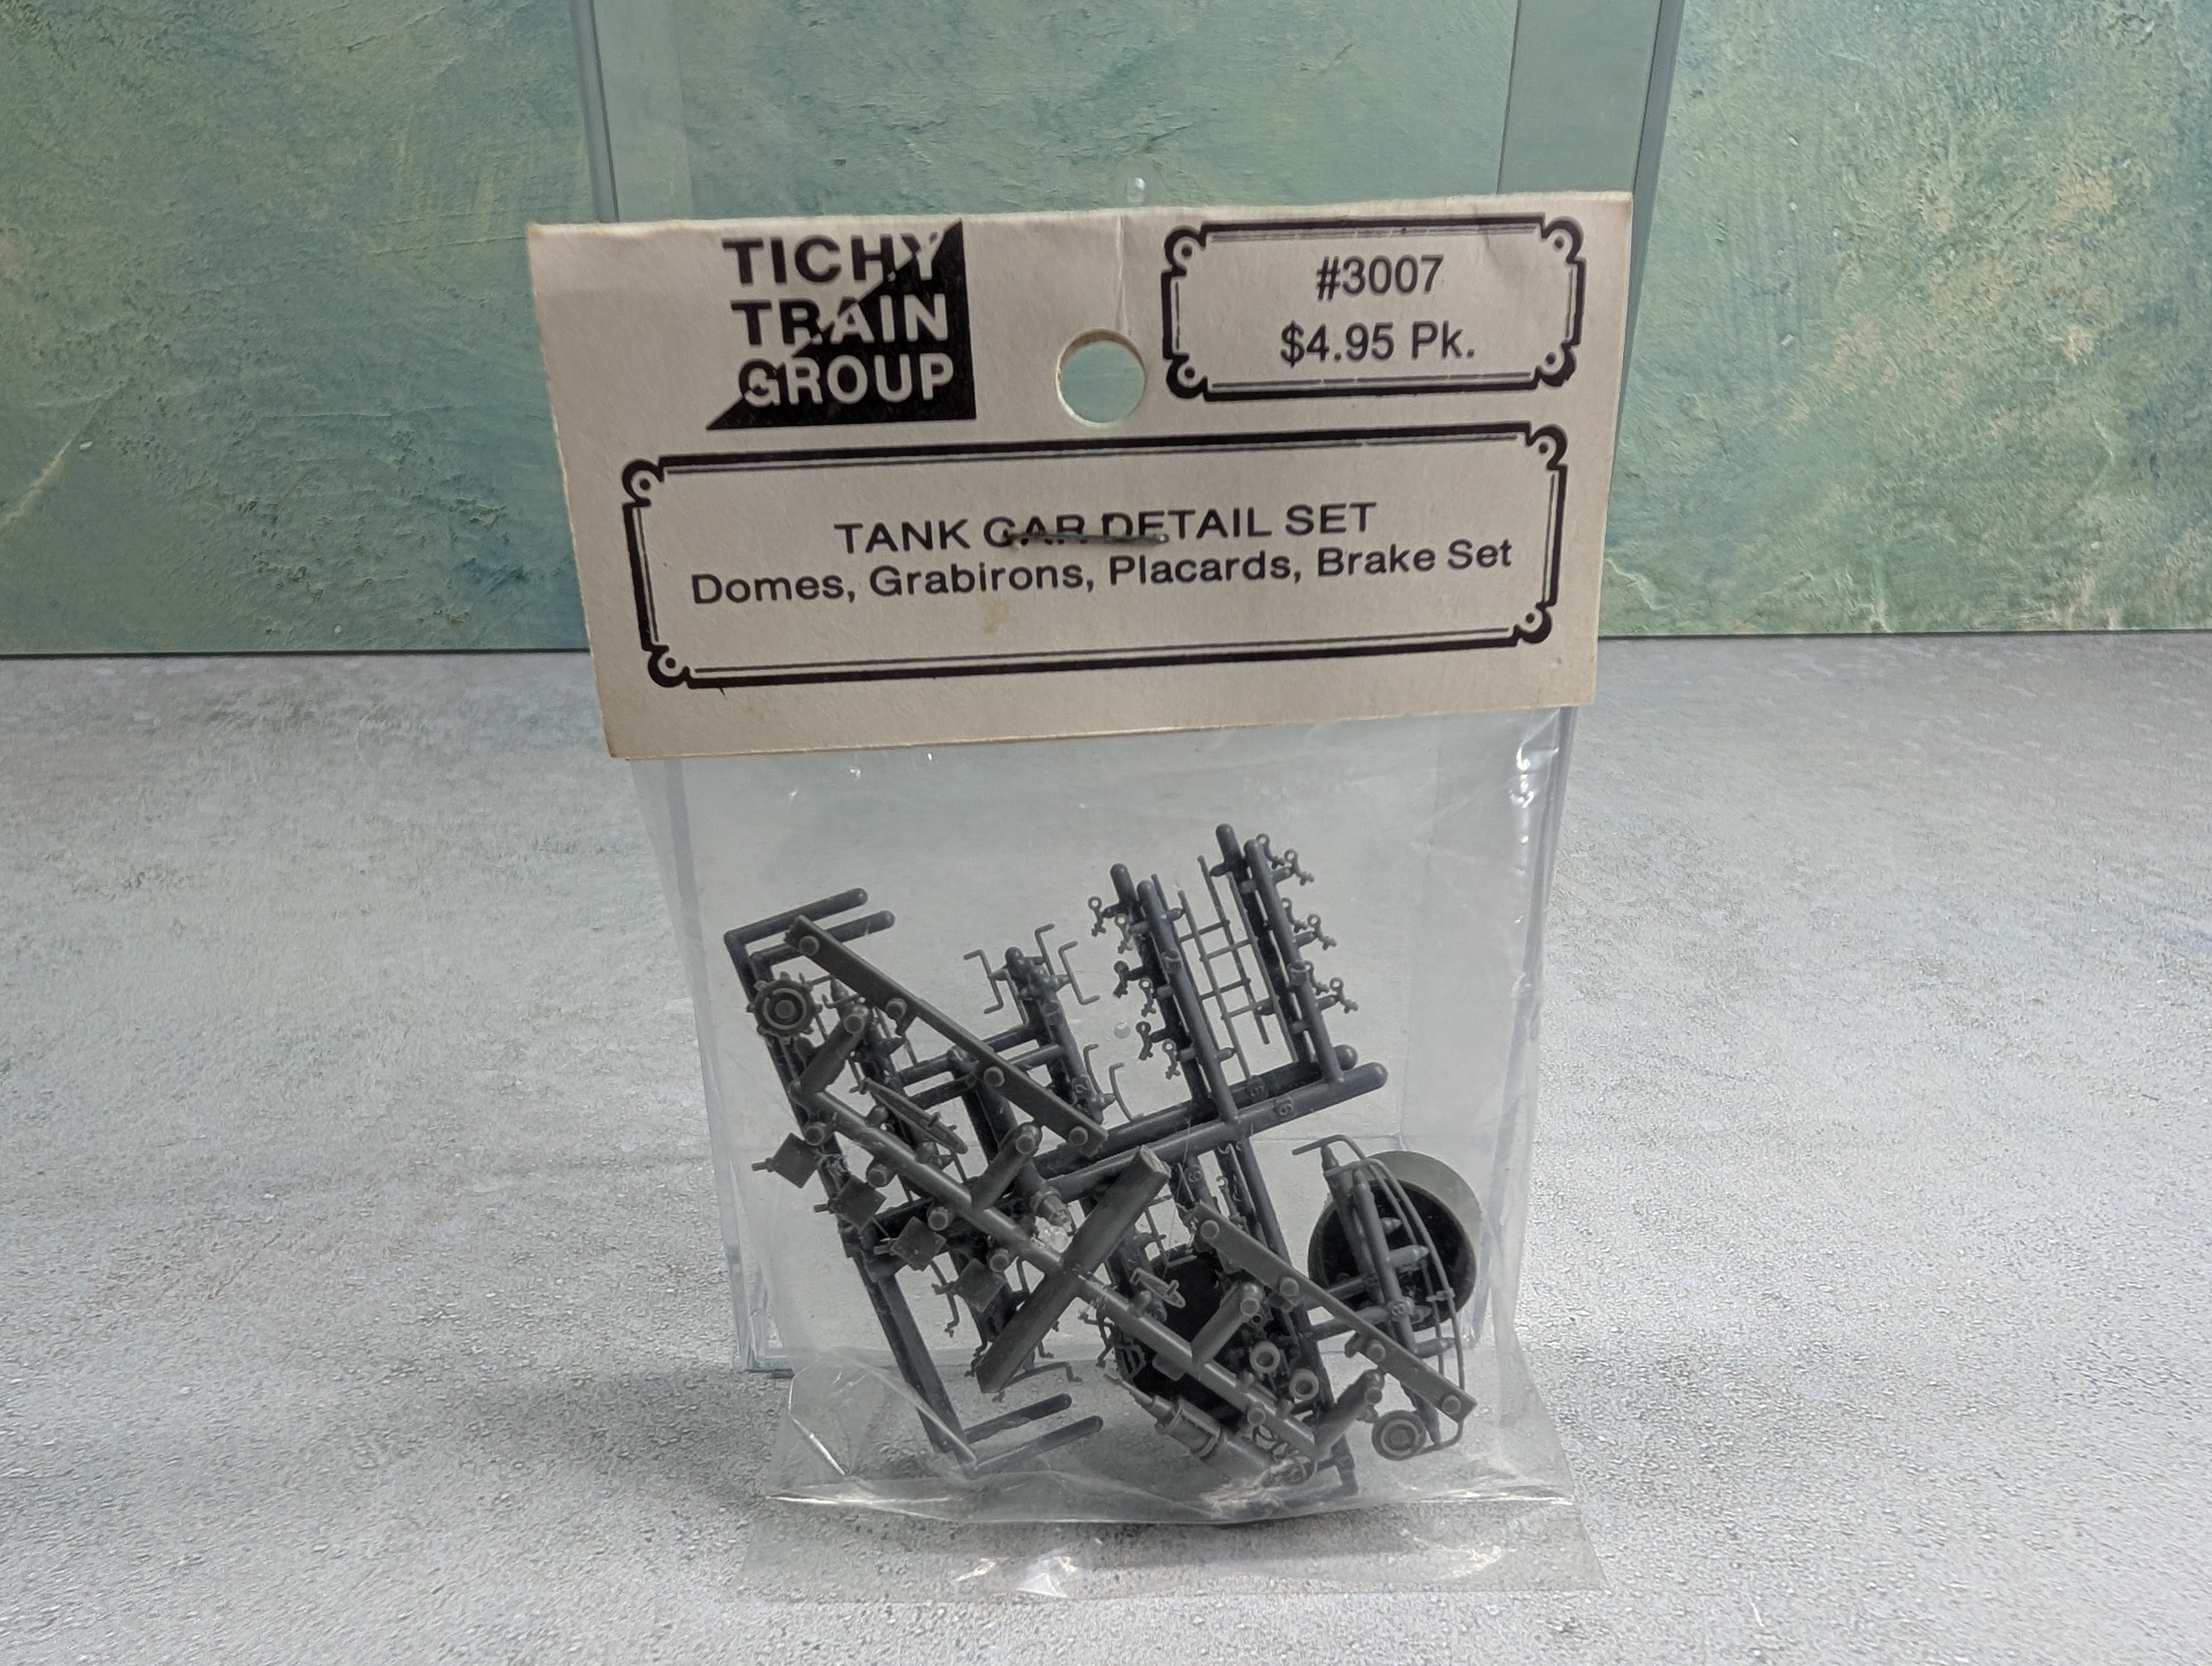 TICHY
TRAIN
GROUP
#3007
$4.95 Pk.
TANK CAR DETAIL SET
Domes, Grabirons, Placards, Brake Set